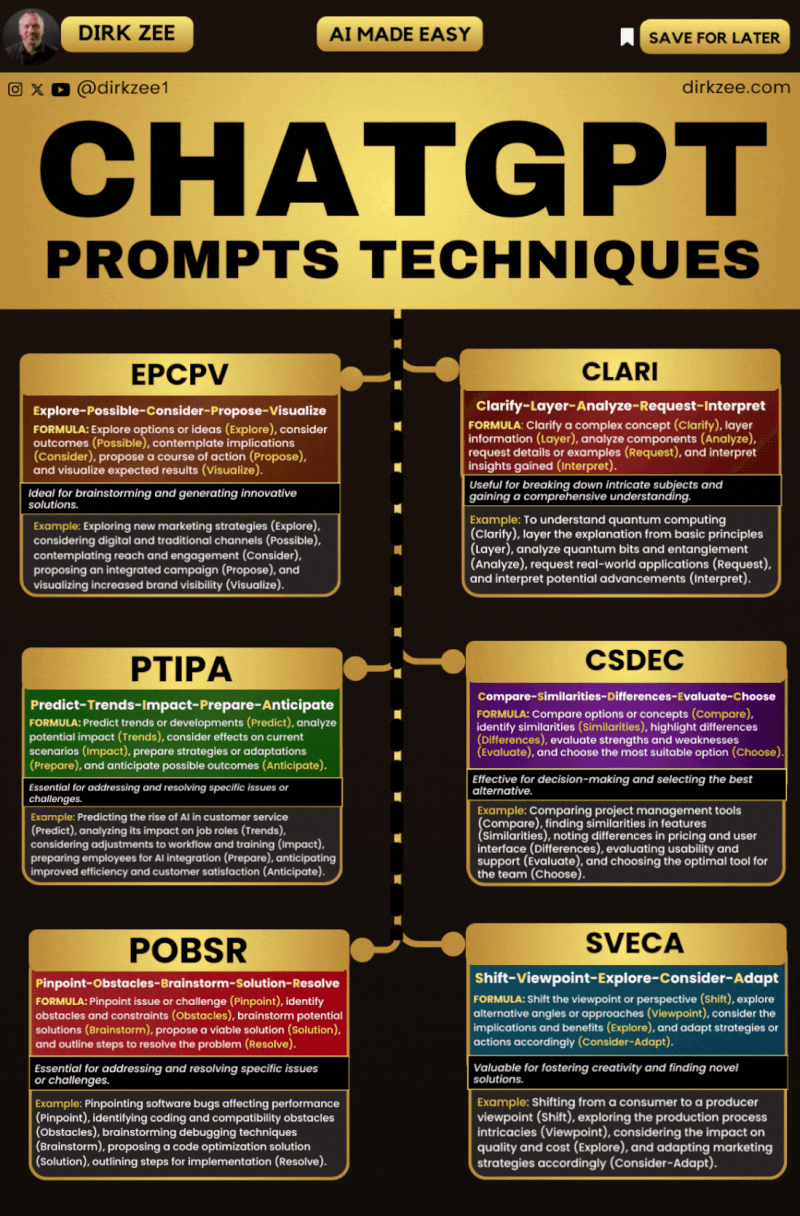 DIRK ZEE
AI MADE EASY
SAVE FOR LATER
@dirkzee1
dirkzee.com
CHATGPT
PROMPTS TECHNIQUES
EPCPV
Explore-Possible-Consider-Propose-Visualize
FORMULA: Explore options or ideas (Explore), consider
outcomes (Possible), contemplate implications
(Consider), propose a course of action (Propose),
and visualize expected results (Visualize).
Ideal for brainstorming and generating innovative
solutions.
Example: Exploring new marketing strategies (Explore),
considering digital and traditional channels (Possible),
contemplating reach and engagement (Consider),
proposing an integrated campaign (Propose), and
visualizing increased brand visibility (Visualize).
CLARI
Clarify-Layer-Analyze-Request-Interpret
FORMULA: Clarify a complex concept (Clarify), layer
information (Layer), analyze components (Analyze),
request details or examples (Request), and interpret
insights gained (Interpret).
Useful for breaking down intricate subjects and
gaining a comprehensive understanding.
Example: To understand quantum computing
(Clarify), layer the explanation from basic principles
(Layer), analyze quantum bits and entanglement
(Analyze), request real-world applications (Request),
and interpret potential advancements (Interpret).
PTIPA
Predict-Trends-Impact-Prepare-Anticipate
FORMULA: Predict trends or developments (Predict), analyze
potential impact (Trends), consider effects on current
scenarios (Impact), prepare strategies or adaptations
(Prepare), and anticipate possible outcomes (Anticipate).
Essential for addressing and resolving specific issues or
challenges.
Example: Predicting the rise of AI in customer service
(Predict), analyzing its impact on job roles (Trends),
considering adjustments to workflow and training (Impact),
preparing employees for AI integration (Prepare), anticipating
improved efficiency and customer satisfaction (Anticipate).
CSDEC
Compare-Similarities-Differences-Evaluate-Choose
FORMULA: Compare options or concepts (Compare),
identify similarities (Similarities), highlight differences
(Differences), evaluate strengths and weaknesses
(Evaluate), and choose the most suitable option (Choose).
Effective for decision-making and selecting the best
alternative.
Example: Comparing project management tools
(Compare), finding similarities in features
(Similarities), noting differences in pricing and user
interface (Differences), evaluating usability and
support (Evaluate), and choosing the optimal tool for
the team (Choose).
POBSR
Pinpoint-Obstacles-Brainstorm-Solution-Resolve
FORMULA: Pinpoint issue or challenge (Pinpoint), identify
obstacles and constraints (Obstacles), brainstorm potential
solutions (Brainstorm), propose a viable solution (Solution),
and outline steps to resolve the problem (Resolve).
Essential for addressing and resolving specific issues
or challenges.
Example: Pinpointing software bugs affecting performance
(Pinpoint), identifying coding and compatibility obstacles
(Obstacles), brainstorming debugging techniques
(Brainstorm), proposing a code optimization solution
(Solution), outlining steps for implementation (Resolve).
SVECA
Shift-Viewpoint-Explore-Consider-Adapt
FORMULA: Shift the viewpoint or perspective (Shift), explore
alternative angles or approaches (Viewpoint), consider the
implications and benefits (Explore), and adapt strategies or
actions accordingly (Consider-Adapt).
Valuable for fostering creativity and finding novel
solutions.
Example: Shifting from a consumer to a producer
viewpoint (Shift), exploring the production process
intricacies (Viewpoint), considering the impact on
quality and cost (Explore), and adapting marketing
strategies accordingly (Consider-Adapt).